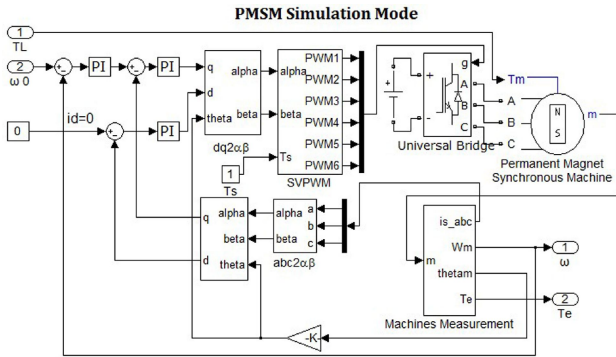 PMSM Simulation Mode
1
TL
2
ω 0
PI
PI
q
d
theta
alpha
beta
dq2αβ
alpha
beta
Ts
PWM1
PWM2
PWM3
PWM4
PWM5
PWM6
SVPWM
g
+
-
A
B
C
Universal Bridge
Tm
A
B
C
N
S
m
Permanent Magnet
Synchronous Machine
id=0
0
PI
1
Ts
q
d
alpha
beta
theta
alpha
beta
a
b
c
abc2αβ
is_abc
Wm
m
thetam
Te
Machines Measurement
1
ω
2
Te
-K